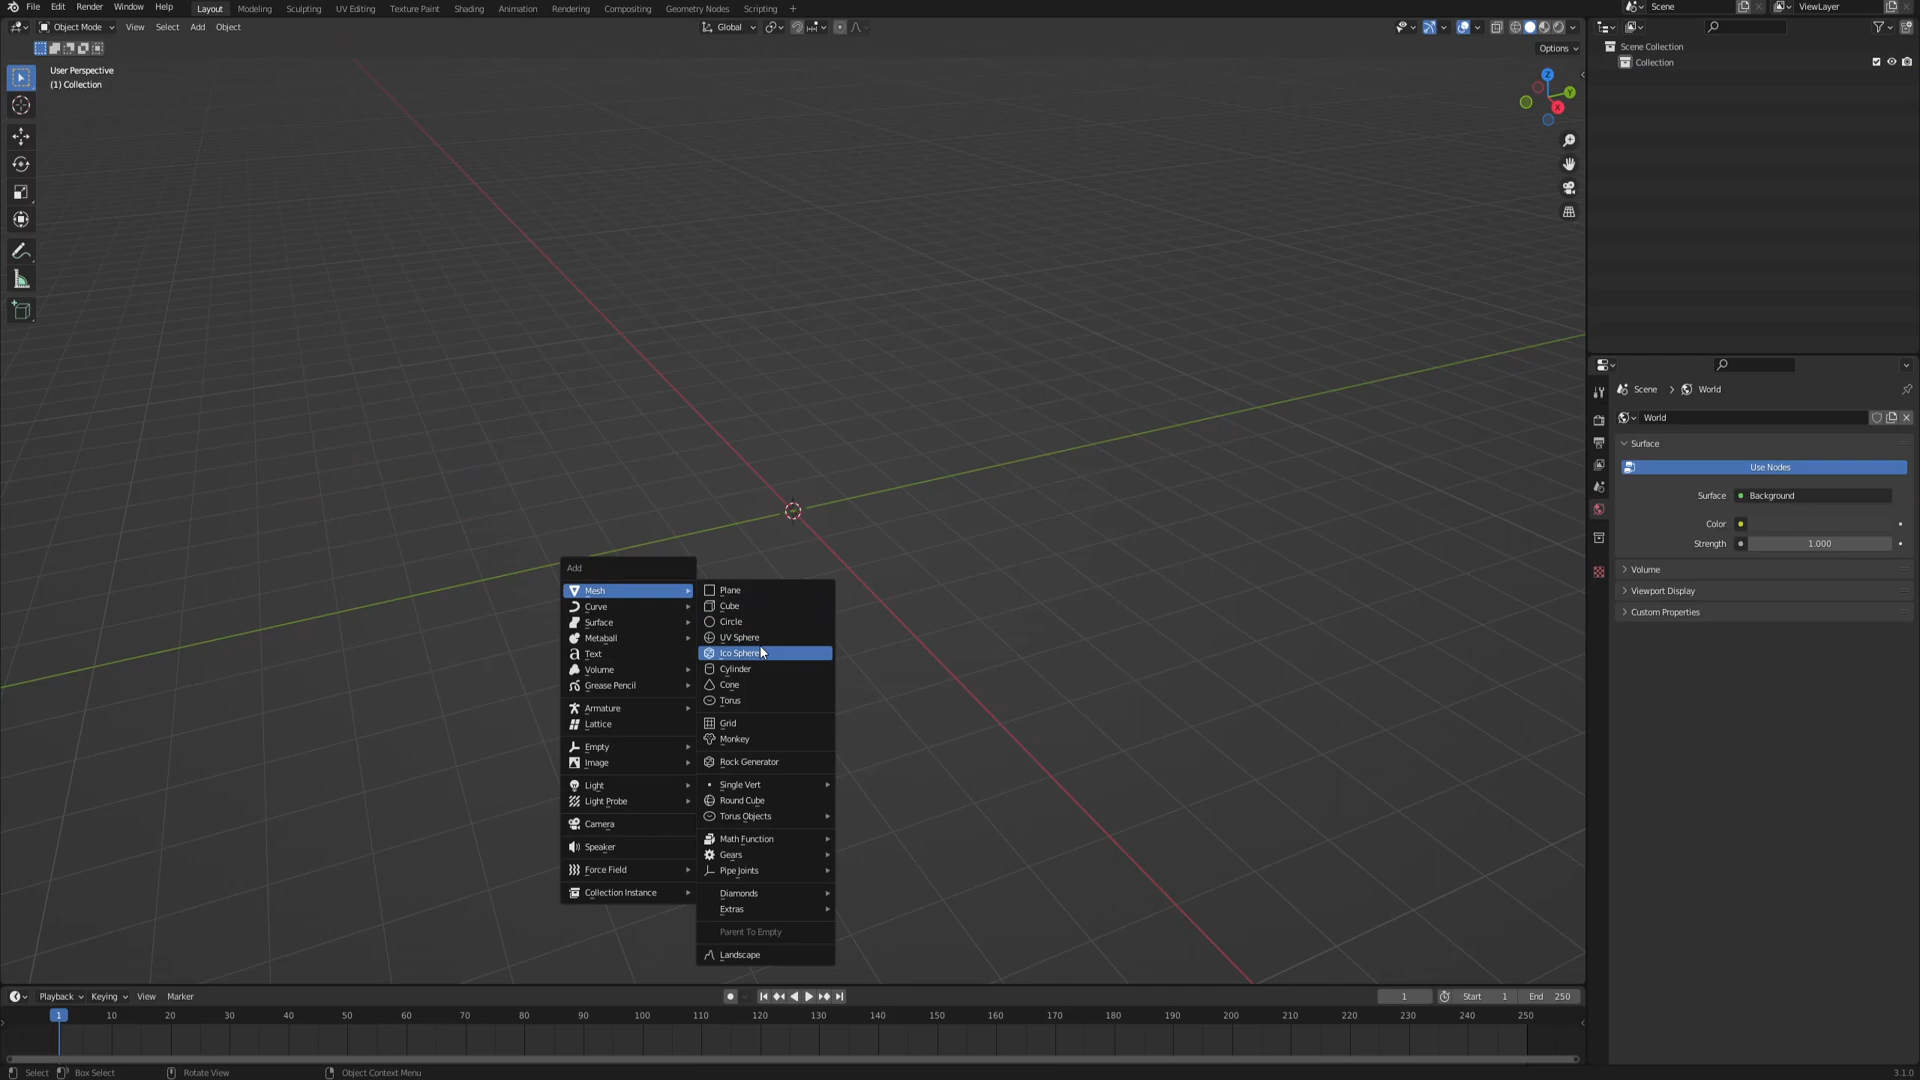 File Edit Render Window Help Layout Modeling Sculpting UV Editing Texture Paint Shading Animation Rendering Compositing Geometry Nodes Scripting + Scene ViewLayer
Object Mode View Select Add Object Global
Options
User Perspective
(1) Collection
Z
Y
X
Scene Collection
Collection
Scene > World
World
Surface
Use Nodes
Surface Background
Color
Strength 1.000
Volume
Viewport Display
Custom Properties
Add
Mesh
Curve
Surface
Metaball
Text
Volume
Grease Pencil
Armature
Lattice
Empty
Image
Light
Light Probe
Camera
Speaker
Force Field
Collection Instance
Plane
Cube
Circle
UV Sphere
Ico Sphere
Cylinder
Cone
Torus
Grid
Monkey
Rock Generator
Single Vert
Round Cube
Torus Objects
Math Function
Gears
Pipe Joints
Diamonds
Extras
Parent To Empty
Landscape
Playback Keying View Marker 1 Start 1 End 250
1 10 20 30 40 50 60 70 80 90 100 110 120 130 140 150 160 170 180 190 200 210 220 230 240 250
Select Box Select Rotate View Object Context Menu 3.1.0